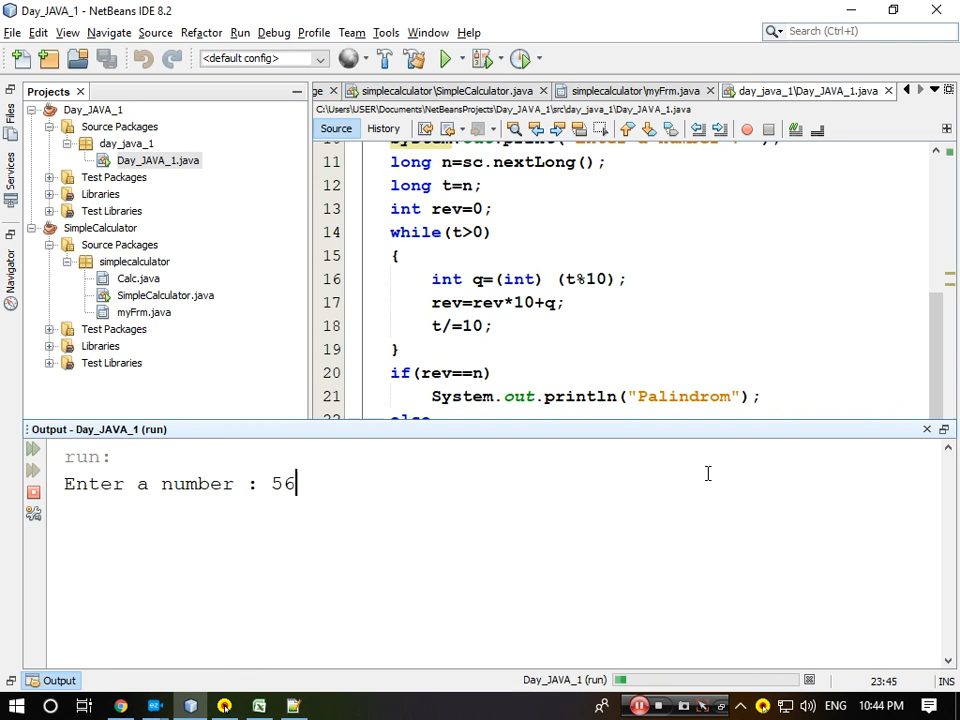 Day_JAVA_1 - NetBeans IDE 8.2
File Edit View Navigate Source Refactor Run Debug Profile Team Tools Window Help
Search (Ctrl+I)
<default config>
Projects
ge simplecalculator\SimpleCalculator.java simplecalculator\myFrm.java day_java_1\Day_JAVA_1.java
C:\Users\USER\Documents\NetBeansProjects\Day_JAVA_1\src\day_java_1\Day_JAVA_1.java
Source History
Files
Services
Navigator
Day_JAVA_1
Source Packages
day_java_1
Day_JAVA_1.java
Test Packages
Libraries
Test Libraries
SimpleCalculator
Source Packages
simplecalculator
Calc.java
SimpleCalculator.java
myFrm.java
Test Packages
Libraries
Test Libraries
11 long n=sc.nextLong();
12 long t=n;
13 int rev=0;
14 while(t>0)
15 {
16 int q=(int) (t%10);
17 rev=rev*10+q;
18 t/=10;
19 }
20 if(rev==n)
21 System.out.println("Palindrom");
Output - Day_JAVA_1 (run)
run:
Enter a number : 56
Output
Day_JAVA_1 (run)
23:45 INS
ENG 10:44 PM